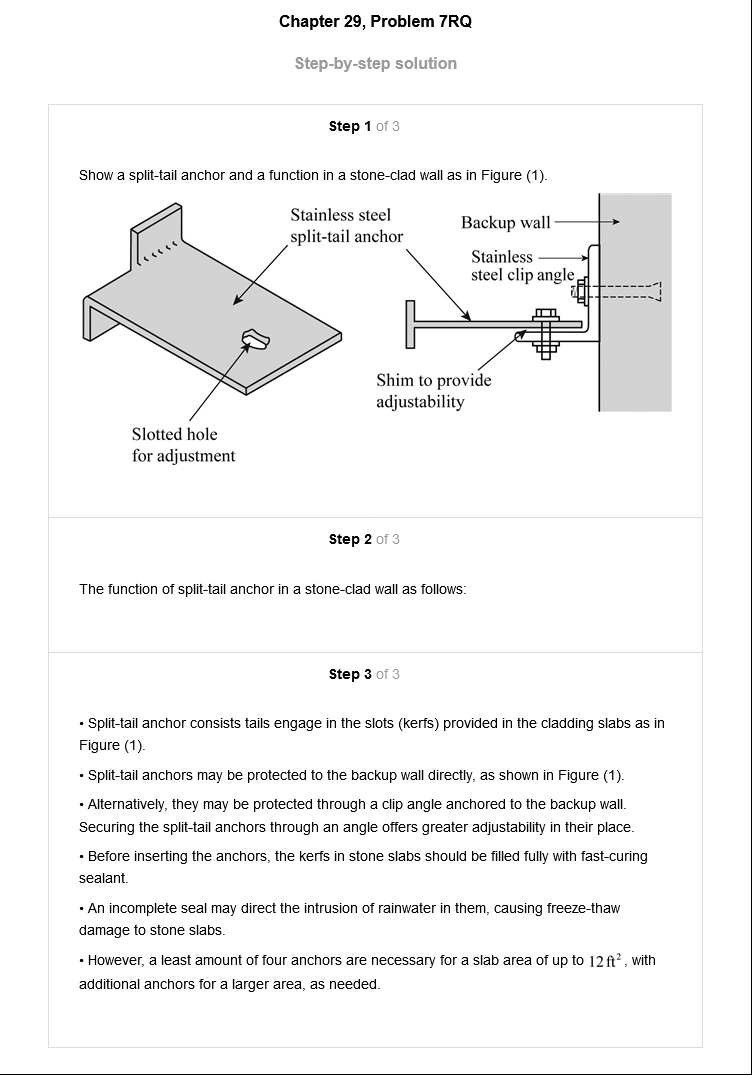 Chapter 29, Problem 7RQ
Step-by-step solution
Step 1 of 3
Show a split-tail anchor and a function in a stone-clad wall as in Figure (1).
Stainless steel
split-tail anchor
Backup wall
Stainless
steel clip angle
Shim to provide
adjustability
Slotted hole
for adjustment
Step 2 of 3
The function of split-tail anchor in a stone-clad wall as follows:
Step 3 of 3
• Split-tail anchor consists tails engage in the slots (kerfs) provided in the cladding slabs as in
Figure (1).
• Split-tail anchors may be protected to the backup wall directly, as shown in Figure (1).
• Alternatively, they may be protected through a clip angle anchored to the backup wall.
Securing the split-tail anchors through an angle offers greater adjustability in their place.
• Before inserting the anchors, the kerfs in stone slabs should be filled fully with fast-curing
sealant.
• An incomplete seal may direct the intrusion of rainwater in them, causing freeze-thaw
damage to stone slabs.
• However, a least amount of four anchors are necessary for a slab area of up to 12 ft², with
additional anchors for a larger area, as needed.